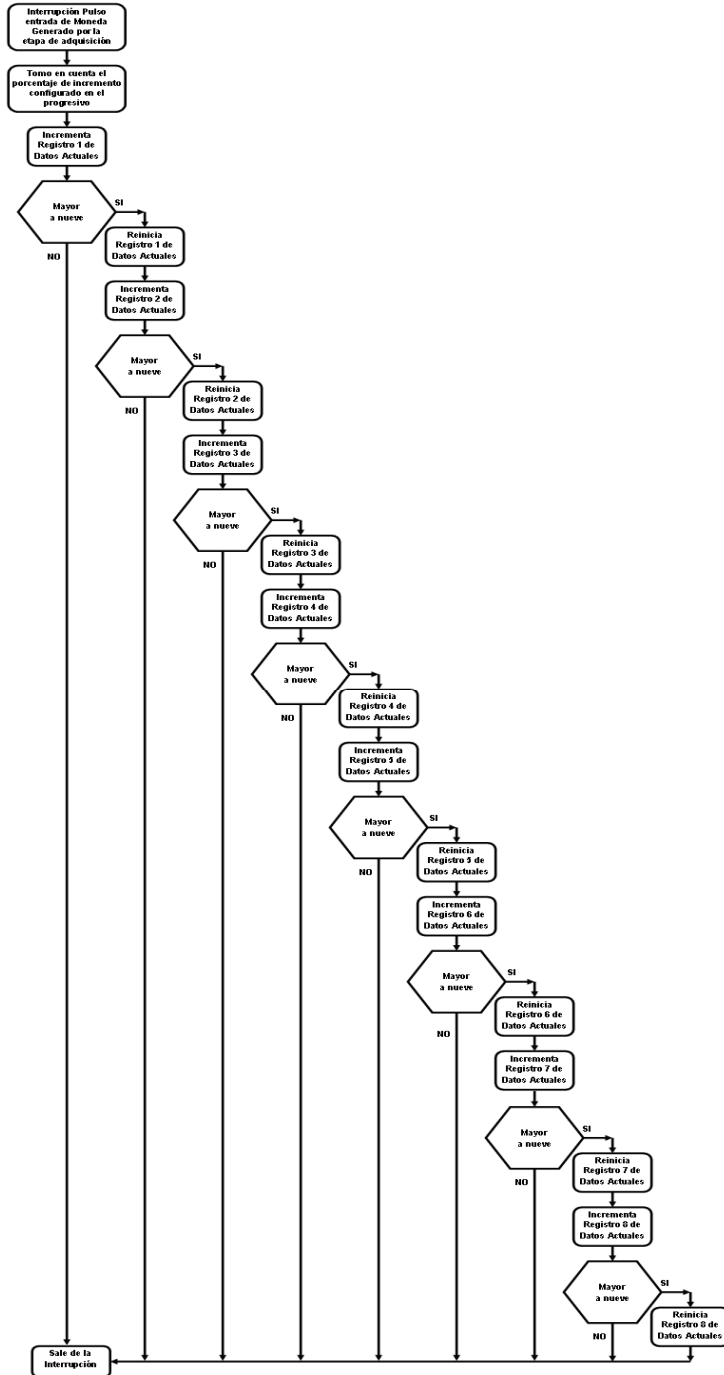 Interrupción Pulso
entrada de Moneda
Generado por la
etapa de adquisición
Tomo en cuenta el
porcentaje de incremento
configurado en el
progresivo
Incrementa
Registro 1 de
Datos Actuales
Mayor
a nueve
SI
NO
Reinicia
Registro 1 de
Datos Actuales
Incrementa
Registro 2 de
Datos Actuales
Mayor
a nueve
SI
NO
Reinicia
Registro 2 de
Datos Actuales
Incrementa
Registro 3 de
Datos Actuales
Mayor
a nueve
SI
NO
Reinicia
Registro 3 de
Datos Actuales
Incrementa
Registro 4 de
Datos Actuales
Mayor
a nueve
SI
NO
Reinicia
Registro 4 de
Datos Actuales
Incrementa
Registro 5 de
Datos Actuales
Mayor
a nueve
SI
NO
Reinicia
Registro 5 de
Datos Actuales
Incrementa
Registro 6 de
Datos Actuales
Mayor
a nueve
SI
NO
Reinicia
Registro 6 de
Datos Actuales
Incrementa
Registro 7 de
Datos Actuales
Mayor
a nueve
SI
NO
Reinicia
Registro 7 de
Datos Actuales
Incrementa
Registro 8 de
Datos Actuales
Mayor
a nueve
SI
NO
Reinicia
Registro 8 de
Datos Actuales
Sale de la
Interrupción